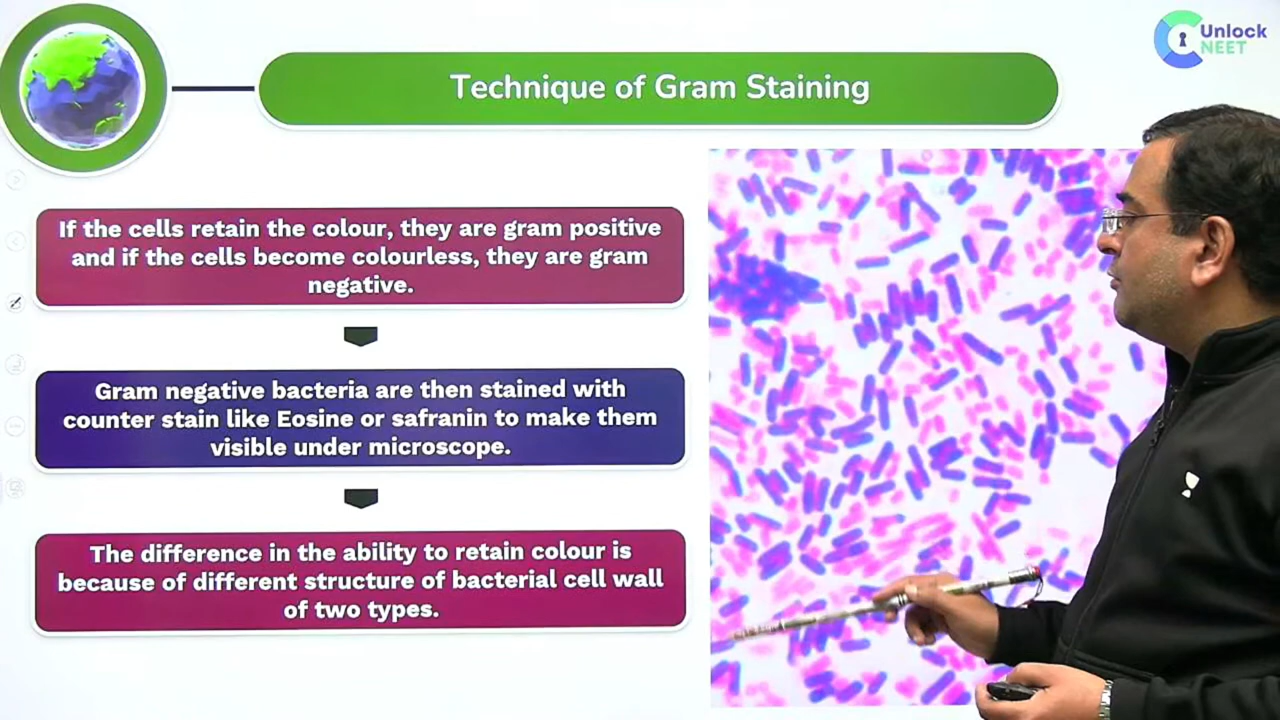 Unlock
NEET
Technique of Gram Staining
If the cells retain the colour, they are gram positive
and if the cells become colourless, they are gram
negative.
Gram negative bacteria are then stained with
counter stain like Eosine or safranin to make them
visible under microscope.
The difference in the ability to retain colour is
because of different structure of bacterial cell wall
of two types.